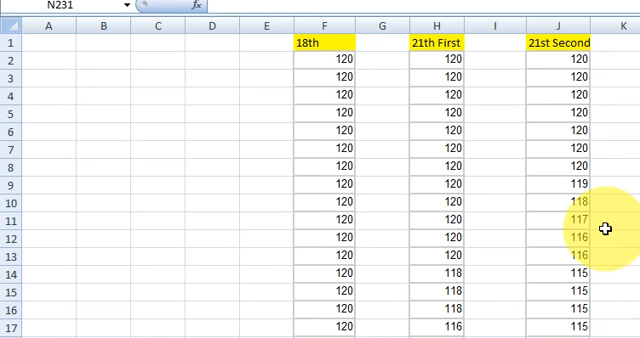 N231 fx
A B C D E F G H I J K
1 18th 21th First 21st Second
2 120 120 120
3 120 120 120
4 120 120 120
5 120 120 120
6 120 120 120
7 120 120 120
8 120 120 120
9 120 120 119
10 120 120 118
11 120 120 117
12 120 120 116
13 120 120 116
14 120 118 115
15 120 118 115
16 120 118 115
17 120 116 115